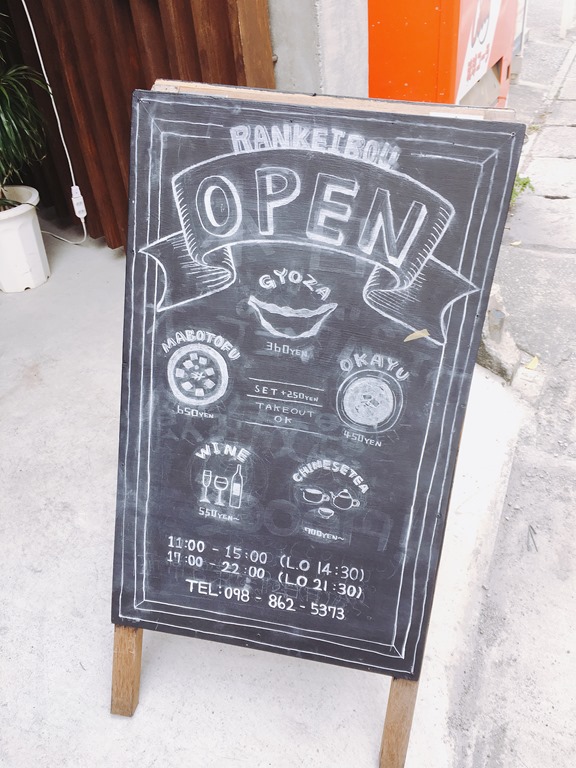 RANKEIBOU
OPEN
GYOZA
360YEN
MABOTOFU
650YEN
OKAYU
450YEN
SET +250YEN
TAKEOUT
OK
WINE
550YEN~
CHINESETEA
700YEN~
11:00 - 15:00 (L.O 14:30)
17:00 - 22:00 (L.O 21:30)
TEL:098-862-5373